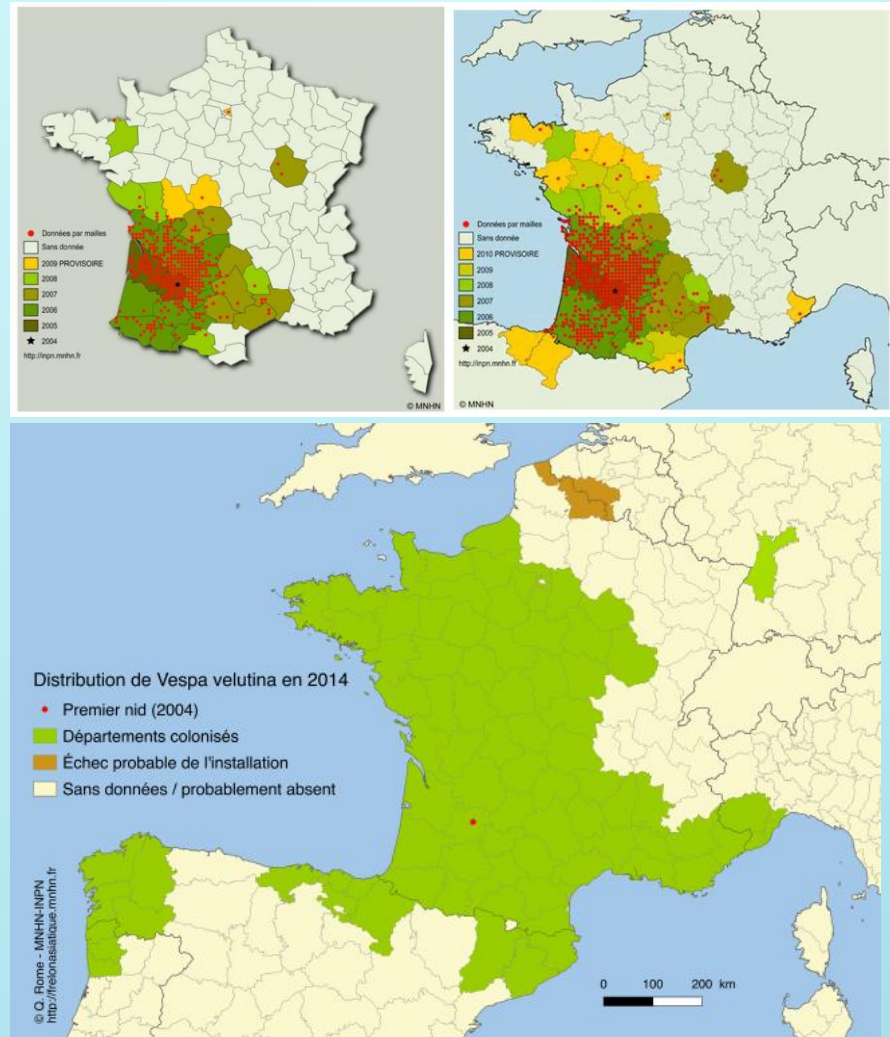 Données par mailles
Sans donnée
2009 PROVISOIRE
2008
2007
2006
2005
2004
http://inpn.mnhn.fr
© MNHN
Données par mailles
Sans donnée
2010 PROVISOIRE
2009
2008
2007
2006
2005
2004
http://inpn.mnhn.fr
© MNHN
Distribution de Vespa velutina en 2014
Premier nid (2004)
Départements colonisés
Échec probable de l'installation
Sans données / probablement absent
© Q. Rome - MNHN-INPN
http://frelonasiatique.mnhn.fr
0 100 200 km